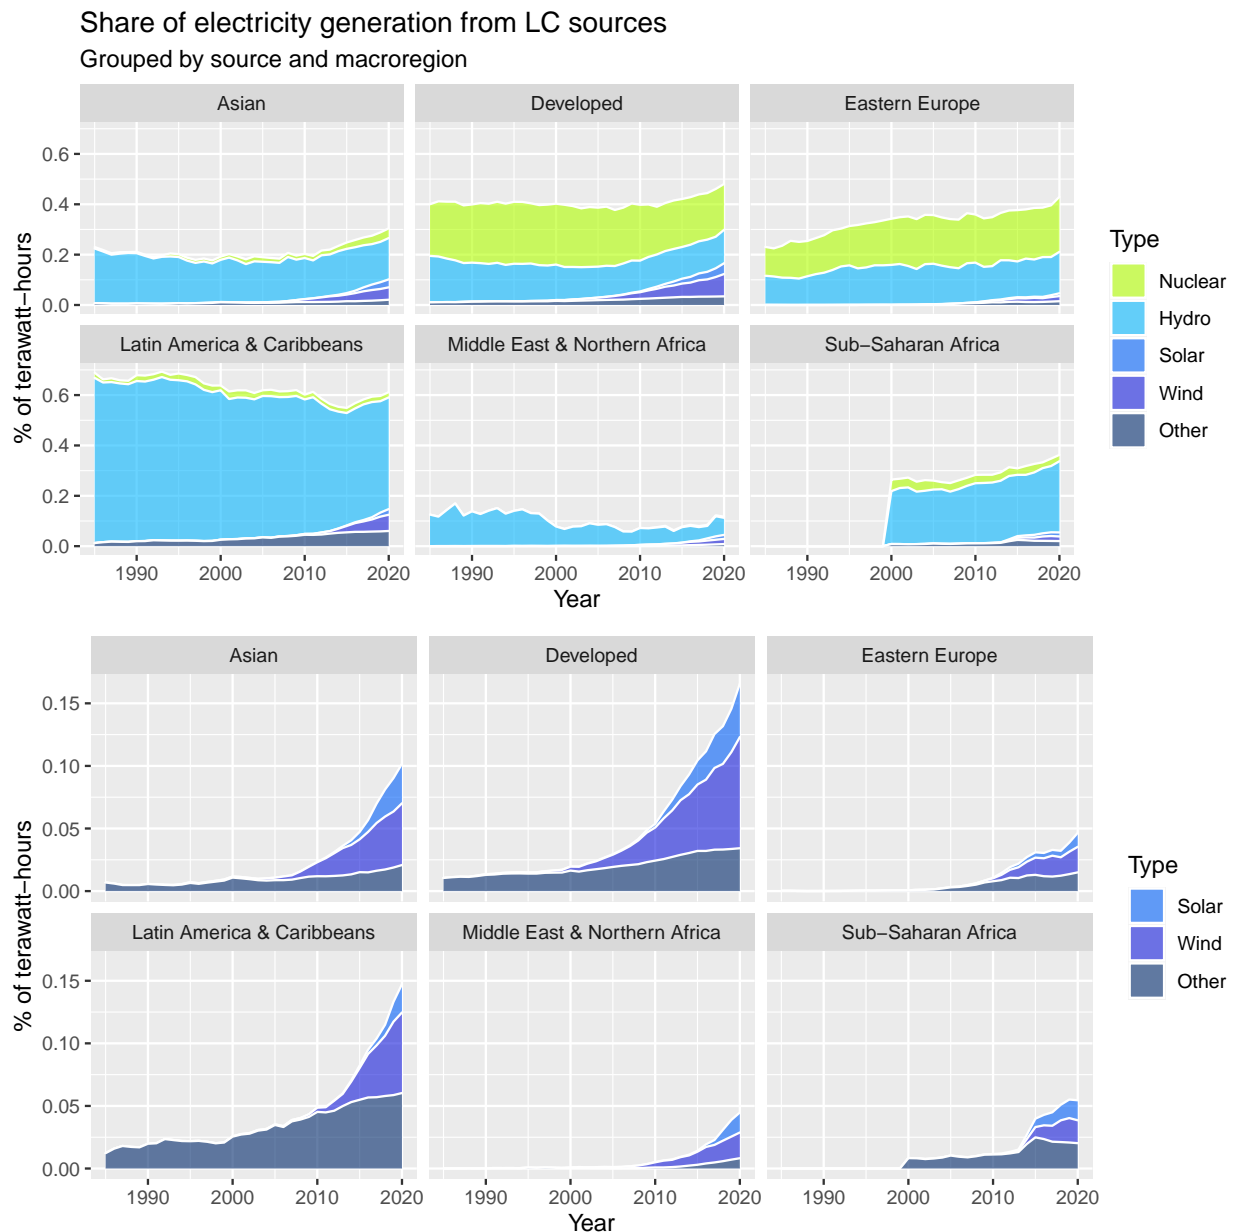 Share of electricity generation from LC sources
Grouped by source and macroregion
Asian
Developed
Eastern Europe
0.6
0.4
0.2
0.0
Latin America & Caribbeans
Middle East & Northern Africa
Sub−Saharan Africa
0.6
0.4
0.2
0.0
1990
2000
2010
2020
1990
2000
2010
2020
1990
2000
2010
2020
% of terawatt−hours
Year
Type
Nuclear
Hydro
Solar
Wind
Other
Asian
Developed
Eastern Europe
0.15
0.10
0.05
0.00
Latin America & Caribbeans
Middle East & Northern Africa
Sub−Saharan Africa
0.15
0.10
0.05
0.00
1990
2000
2010
2020
1990
2000
2010
2020
1990
2000
2010
2020
% of terawatt−hours
Year
Type
Solar
Wind
Other